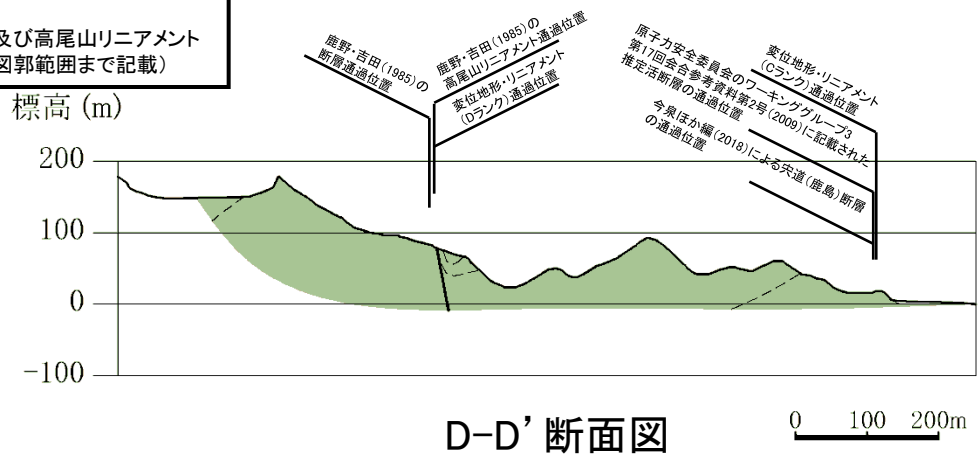 及び高尾山リニアメント
図郭範囲まで記載）
標高 (m)
鹿野・吉田(1985)の
断層通過位置
鹿野・吉田(1985)の
高尾山リニアメント通過位置
変位地形・リニアメント
(Dランク)通過位置
原子力安全委員会のワーキンググループ3
第17回会合参考資料第2号(2009)に記載された
推定活断層の通過位置
変位地形・リニアメント
(Cランク)通過位置
今泉ほか編(2018)による宍道(鹿島)断層
の通過位置
200
100
0
-100
D-D’断面図
0 100 200m